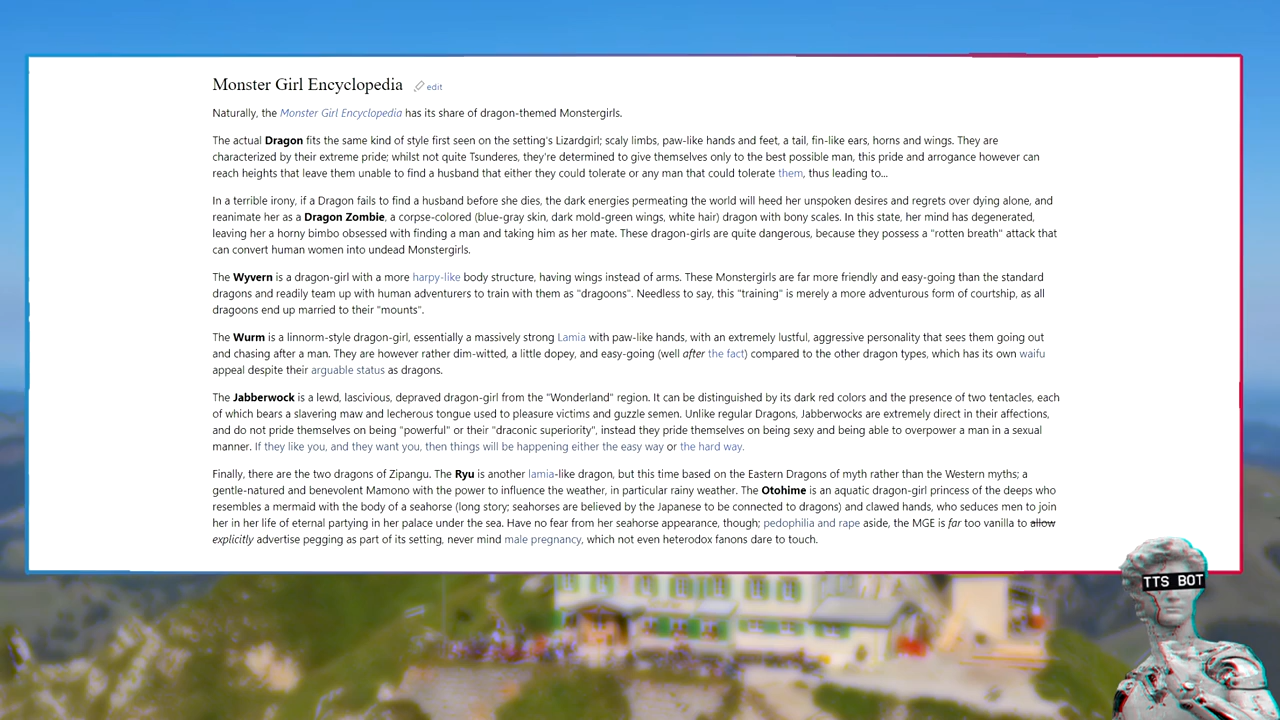 Monster Girl Encyclopedia edit
Naturally, the Monster Girl Encyclopedia has its share of dragon-themed Monstergirls.
The actual Dragon fits the same kind of style first seen on the setting's Lizardgirl; scaly limbs, paw-like hands and feet, a tail, fin-like ears, horns and wings. They are
characterized by their extreme pride; whilst not quite Tsunderes, they're determined to give themselves only to the best possible man, this pride and arrogance however can
reach heights that leave them unable to find a husband that either they could tolerate or any man that could tolerate them, thus leading to...
In a terrible irony, if a Dragon fails to find a husband before she dies, the dark energies permeating the world will heed her unspoken desires and regrets over dying alone, and
reanimate her as a Dragon Zombie, a corpse-colored (blue-gray skin, dark mold-green wings, white hair) dragon with bony scales. In this state, her mind has degenerated,
leaving her a horny bimbo obsessed with finding a man and taking him as her mate. These dragon-girls are quite dangerous, because they possess a "rotten breath" attack that
can convert human women into undead Monstergirls.
The Wyvern is a dragon-girl with a more harpy-like body structure, having wings instead of arms. These Monstergirls are far more friendly and easy-going than the standard
dragons and readily team up with human adventurers to train with them as "dragoons". Needless to say, this "training" is merely a more adventurous form of courtship, as all
dragoons end up married to their "mounts".
The Wurm is a linnorm-style dragon-girl, essentially a massively strong Lamia with paw-like hands, with an extremely lustful, aggressive personality that sees them going out
and chasing after a man. They are however rather dim-witted, a little dopey, and easy-going (well after the fact) compared to the other dragon types, which has its own waifu
appeal despite their arguable status as dragons.
The Jabberwock is a lewd, lascivious, depraved dragon-girl from the "Wonderland" region. It can be distinguished by its dark red colors and the presence of two tentacles, each
of which bears a slavering maw and lecherous tongue used to pleasure victims and guzzle semen. Unlike regular Dragons, Jabberwocks are extremely direct in their affections,
and do not pride themselves on being "powerful" or their "draconic superiority", instead they pride themselves on being sexy and being able to overpower a man in a sexual
manner. If they like you, and they want you, then things will be happening either the easy way or the hard way.
Finally, there are the two dragons of Zipangu. The Ryu is another lamia-like dragon, but this time based on the Eastern Dragons of myth rather than the Western myths; a
gentle-natured and benevolent Mamono with the power to influence the weather, in particular rainy weather. The Otohime is an aquatic dragon-girl princess of the deeps who
resembles a mermaid with the body of a seahorse (long story; seahorses are believed by the Japanese to be connected to dragons) and clawed hands, who seduces men to join
her in her life of eternal partying in her palace under the sea. Have no fear from her seahorse appearance, though; pedophilia and rape aside, the MGE is far too vanilla to allow
explicitly advertise pegging as part of its setting, never mind male pregnancy, which not even heterodox fanons dare to touch.
TTS BOT